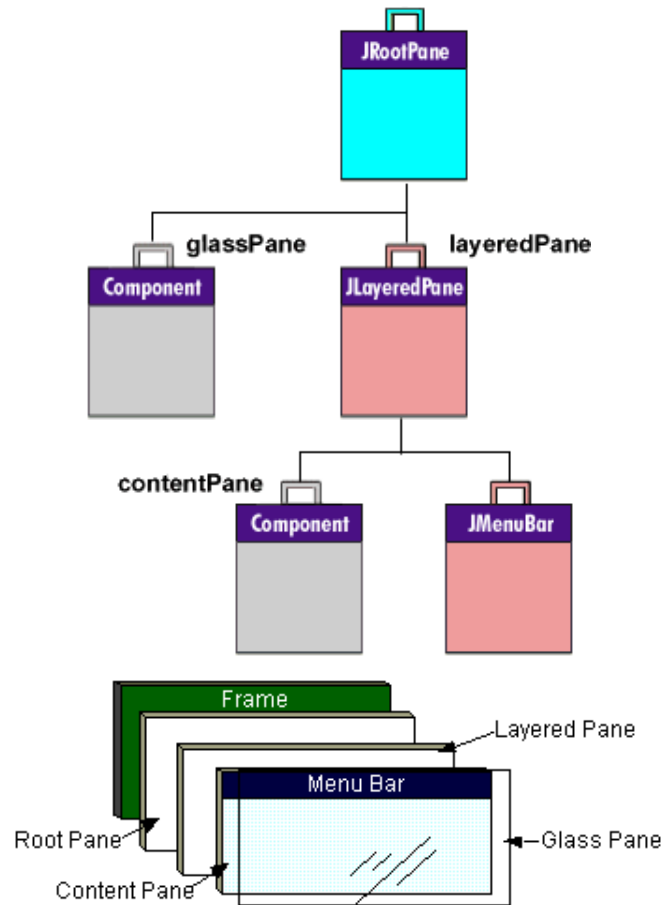 JRootPane
glassPane
layeredPane
Component
JLayeredPane
contentPane
Component
JMenuBar
Frame
Layered Pane
Menu Bar
Root Pane
Glass Pane
Content Pane